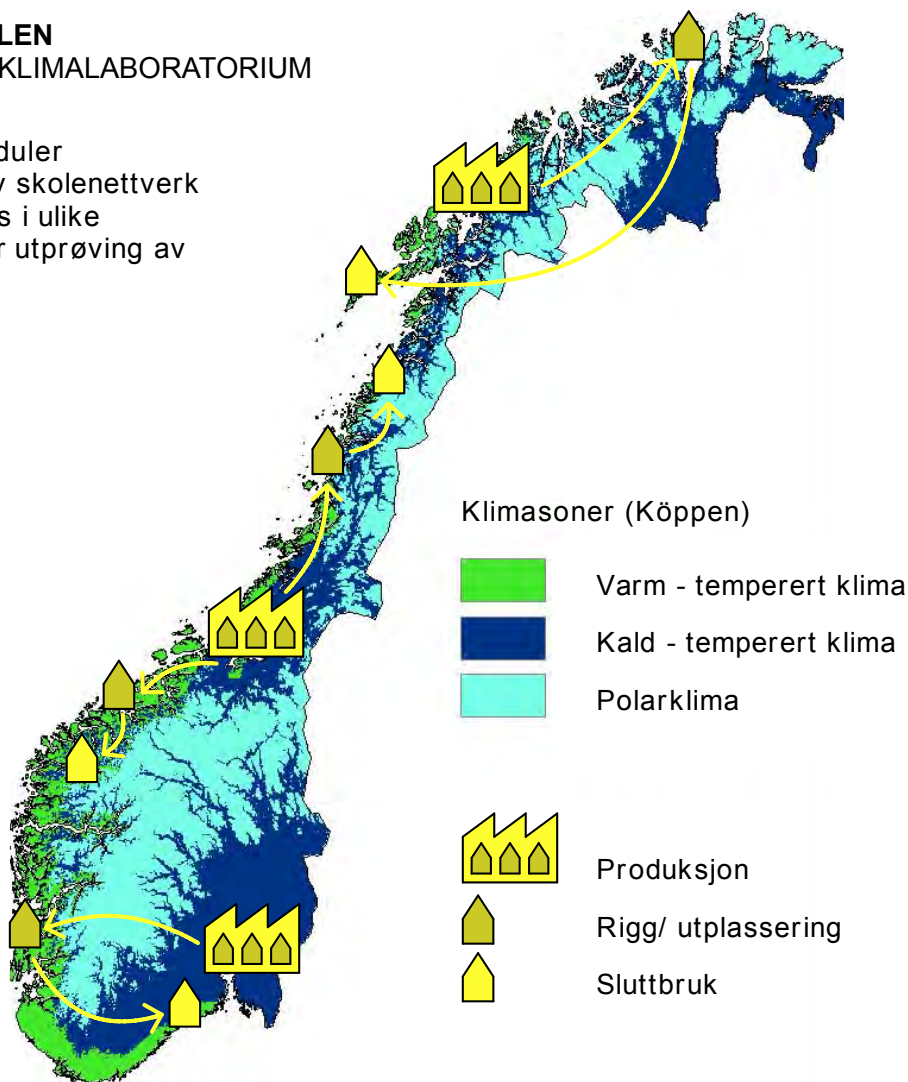 LEN
KLIMALABORATORIUM
duler
v skolenettverk
s i ulike
r utprøving av
Klimasoner (Köppen)
Varm - temperert klima
Kald - temperert klima
Polarklima
Produksjon
Rigg/ utplassering
Sluttbruk